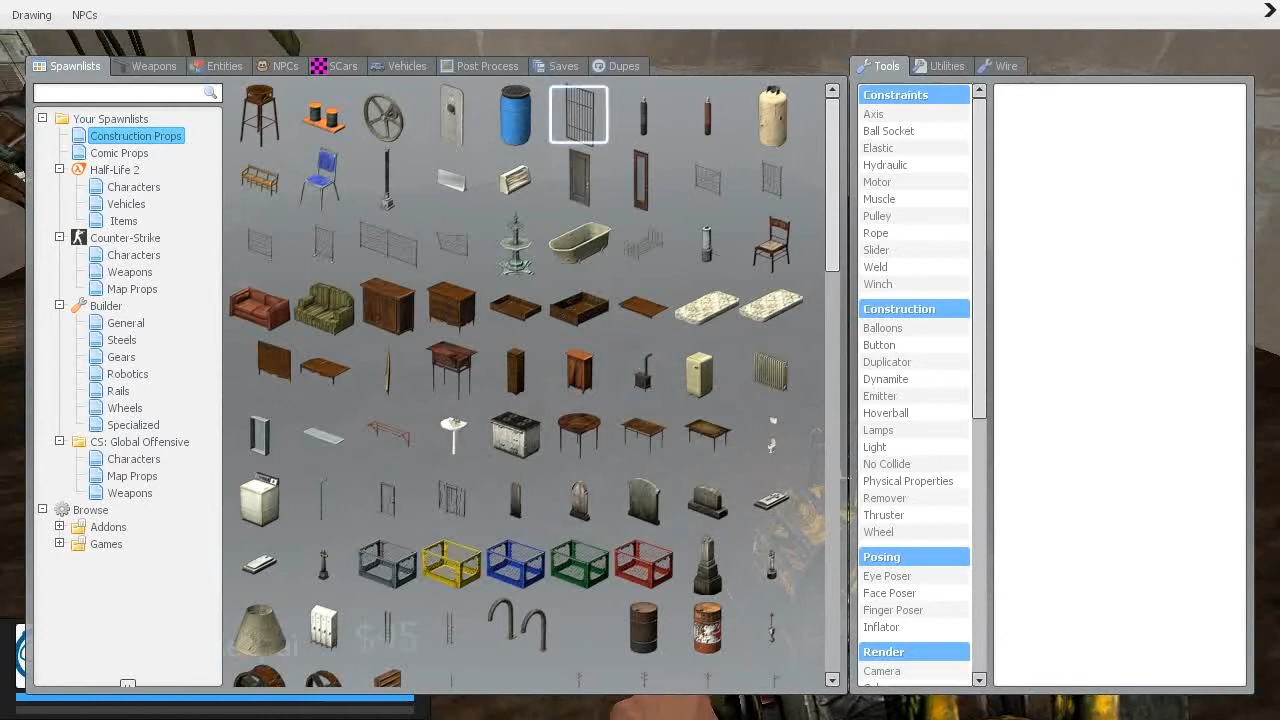 Drawing NPCs
Spawnlists Weapons Entities NPCs SCars Vehicles Post Process Saves Dupes
Tools Utilities Wire
Your Spawnlists
Construction Props
Comic Props
Half-Life 2
Characters
Vehicles
Items
Counter-Strike
Characters
Weapons
Map Props
Builder
General
Steels
Gears
Robotics
Rails
Wheels
Specialized
CS: Global Offensive
Characters
Map Props
Weapons
Browse
Addons
Games
Constraints
Axis
Ball Socket
Elastic
Hydraulic
Motor
Muscle
Pulley
Rope
Slider
Weld
Winch
Construction
Balloons
Button
Duplicator
Dynamite
Emitter
Hoverball
Lamps
Light
No Collide
Physical Properties
Remover
Thruster
Wheel
Posing
Eye Poser
Face Poser
Finger Poser
Inflator
Render
Camera